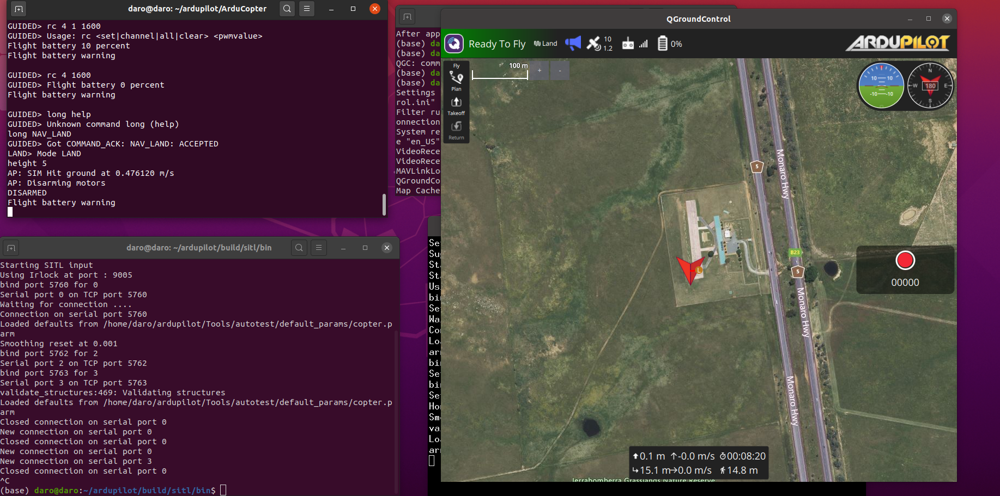 daro@daro: ~/ardupilot/ArduCopter
GUIDED> rc 4 1 1600
GUIDED> Usage: rc <set|channel|all|clear> <pwmvalue>
Flight battery 10 percent
Flight battery warning
GUIDED> rc 4 1600
GUIDED> Flight battery 0 percent
Flight battery warning
GUIDED> long help
GUIDED> Unknown command long (help)
long NAV_LAND
GUIDED> Got COMMAND_ACK: NAV_LAND: ACCEPTED
LAND> Mode LAND
height 5
AP: SIM Hit ground at 0.476120 m/s
AP: Disarming motors
DISARMED
Flight battery warning
daro@daro: ~/ardupilot/build/sitl/bin
Starting SITL input
Using Irlock at port : 9005
bind port 5760 for 0
Serial port 0 on TCP port 5760
Waiting for connection ....
Connection on serial port 5760
Loaded defaults from /home/daro/ardupilot/Tools/autotest/default_params/copter.p
arm
Smoothing reset at 0.001
bind port 5762 for 2
Serial port 2 on TCP port 5762
bind port 5763 for 3
Serial port 3 on TCP port 5763
validate_structures:469: Validating structures
Loaded defaults from /home/daro/ardupilot/Tools/autotest/default_params/copter.p
arm
Closed connection on serial port 0
New connection on serial port 0
Closed connection on serial port 0
New connection on serial port 0
New connection on serial port 3
Closed connection on serial port 0
^C
(base) daro@daro:~/ardupilot/build/sitl/bin$
After app
(base) da
(base) da
QGC: comm
(base) da
(base) da
Settings
rol.ini"
Filter ru
onnection
System re
e "en_US"
VideoRece
VideoRece
MAVLinkLo
QGroundCo
Map Cache
Se
Su
Sta
Sta
Us
bin
Se
Wa
Co
Loa
ar
bin
Se
bin
Se
Ho
Smo
va
Loa
ar
QGroundControl
Ready To Fly
Land
10
1.2
0%
ARDUPILOT
Fly
Plan
Takeoff
Return
100 m
+
-
10 10
-10 -10
N
W
E
S
180
5
Monaro Hwy
B23
5
Monaro Hwy
Monaro Hwy
L
00000
0.1 m
-0.0 m/s
00:08:20
15.1 m
0.0 m/s
14.8 m
Jerrabomberra Grasslands Nature Reserve